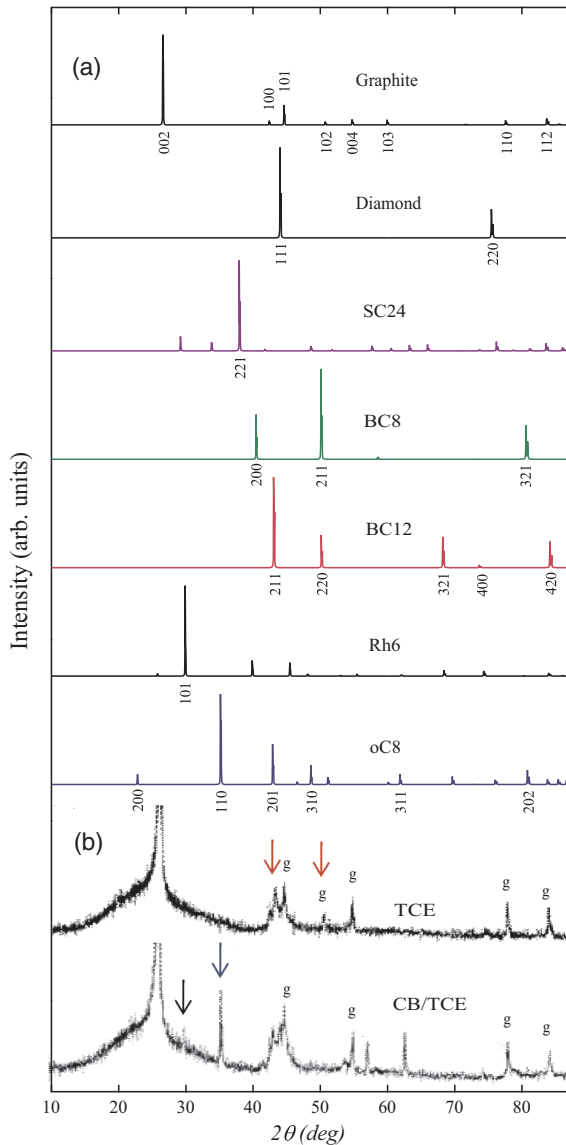 (a)
Graphite
002
100
101
102
004
103
110
112
Diamond
111
220
SC24
221
BC8
200
211
321
BC12
211
220
321
400
420
Rh6
101
oC8
200
110
201
310
311
202
(b)
g
g
g
g
g
TCE
g
g
g
g
CB/TCE
10
20
30
40
50
60
70
80
2θ (deg)
Intensity (arb. units)